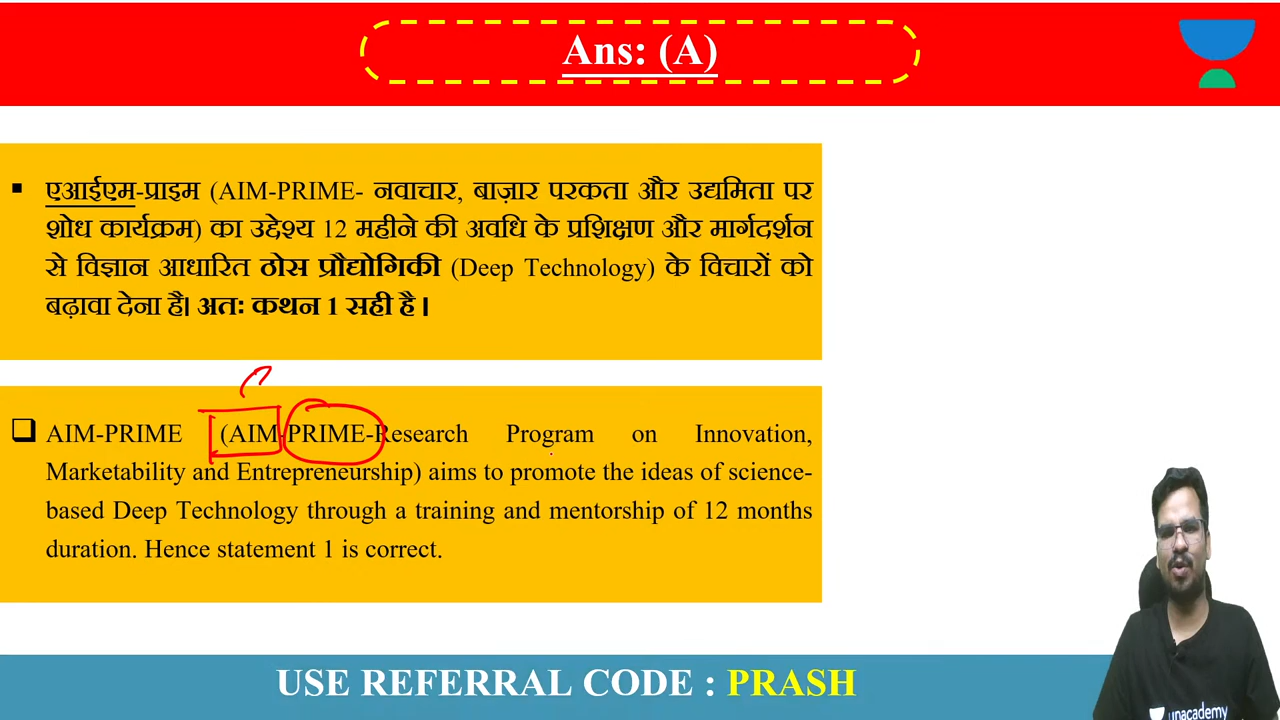 Ans: (A)
▪ एआईएम-प्राइम (AIM-PRIME- नवाचार, बाज़ार परकता और उद्यमिता पर
शोध कार्यक्रम) का उद्देश्य 12 महीने की अवधि के प्रशिक्षण और मार्गदर्शन
से विज्ञान आधारित ठोस प्रौद्योगिकी (Deep Technology) के विचारों को
बढ़ावा देना है। अतः कथन 1 सही है ।
❑ AIM-PRIME (AIM-PRIME-Research Program on Innovation,
Marketability and Entrepreneurship) aims to promote the ideas of science-
based Deep Technology through a training and mentorship of 12 months
duration. Hence statement 1 is correct.
USE REFERRAL CODE : PRASH
unacademy